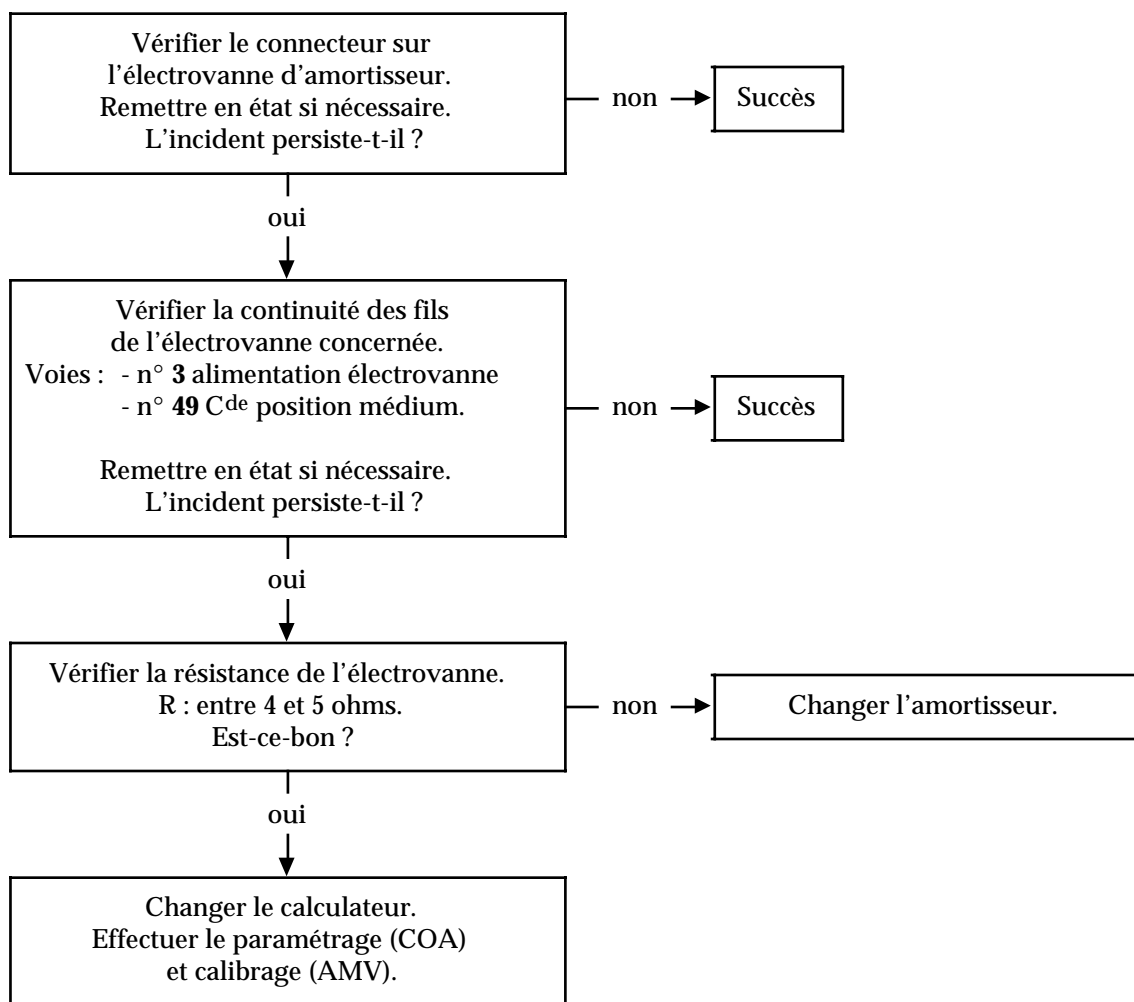 Vérifier le connecteur sur
l'électrovanne d'amortisseur.
Remettre en état si nécessaire.
L'incident persiste-t-il ?
non
Succès
oui
Vérifier la continuité des fils
de l'électrovanne concernée.
Voies : - n° 3 alimentation électrovanne
- n° 49 Cde position médium.
Remettre en état si nécessaire.
L'incident persiste-t-il ?
non
Succès
oui
Vérifier la résistance de l'électrovanne.
R : entre 4 et 5 ohms.
Est-ce-bon ?
non
Changer l'amortisseur.
oui
Changer le calculateur.
Effectuer le paramétrage (COA)
et calibrage (AMV).